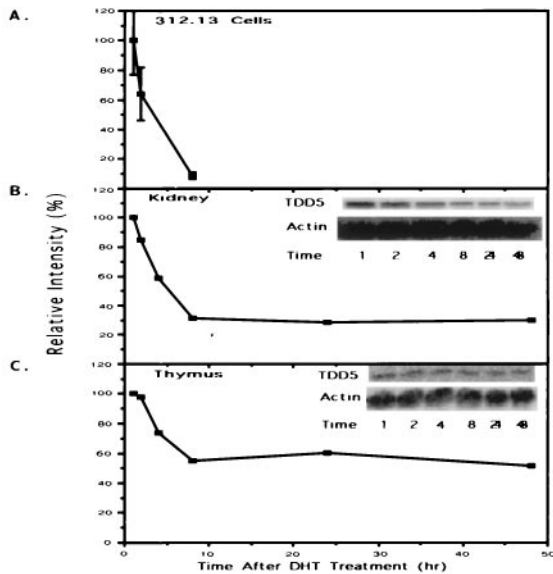 A.
312.13 Cells
120
100
80
60
40
20
0
B.
Kidney
120
100
80
60
40
20
0
TDD5
Actin
Time 1 2 4 8 24 48
C.
Thymus
120
100
80
60
40
20
0
TDD5
Actin
Time 1 2 4 8 24 48
Relative Intensity (%)
0 10 20 30 40 50
Time After DHT Treatment (hr)